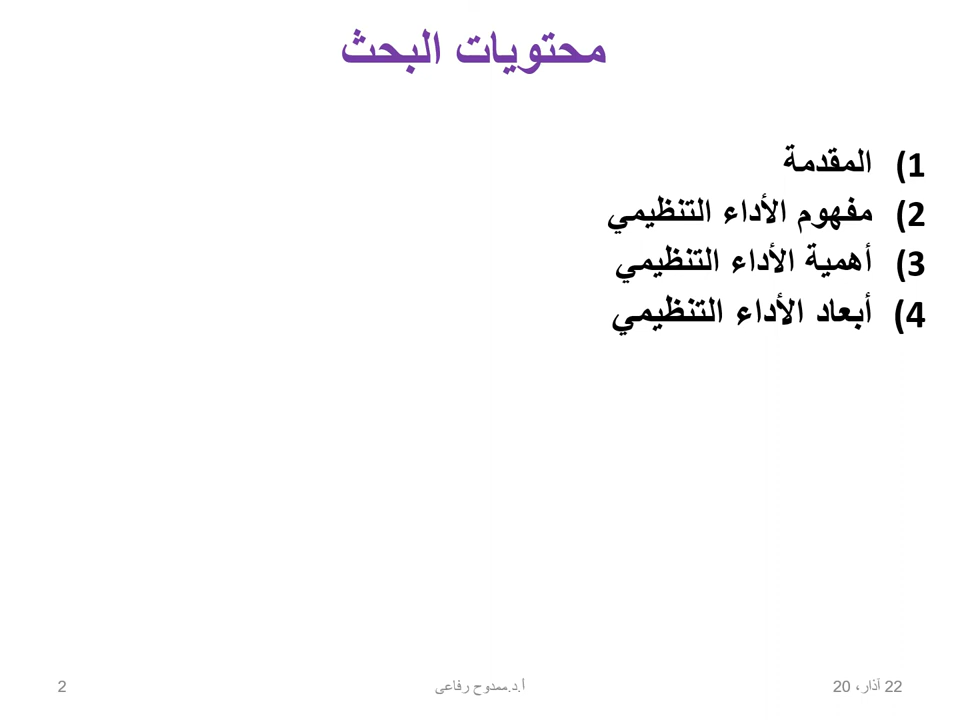 محتويات البحث
1) المقدمة
2) مفهوم الأداء التنظيمي
3) أهمية الأداء التنظيمي
4) أبعاد الأداء التنظيمي
22 آذار، 20
أ.د.ممدوح رفاعى
2